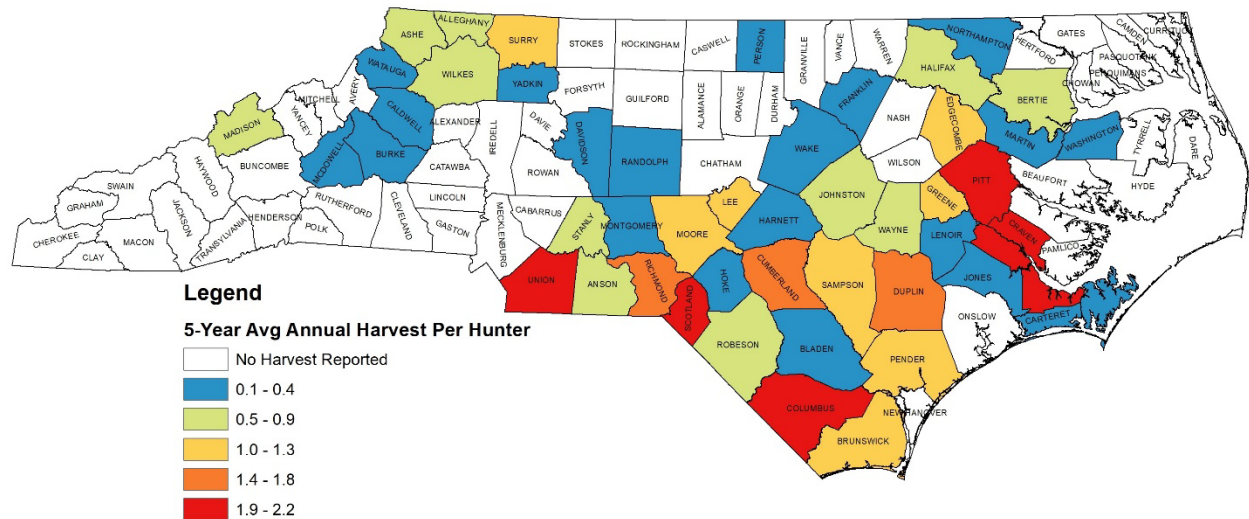 ALLEGHANY
ASHE
SURRY
STOKES
ROCKINGHAM
CASWELL
PERSON
GRANVILLE
VANCE
WARREN
NORTHAMPTON
HERTFORD
GATES
CAMDEN
CURRITUCK
PASQUOTANK
PERQUIMANS
CHOWAN
WATAUGA
WILKES
YADKIN
FORSYTH
GUILFORD
ALAMANCE
ORANGE
DURHAM
FRANKLIN
HALIFAX
BERTIE
MITCHELL
AVERY
YANCEY
MADISON
CALDWELL
ALEXANDER
IREDELL
DAVIE
DAVIDSON
RANDOLPH
CHATHAM
WAKE
NASH
EDGECOMBE
MARTIN
WASHINGTON
TYRRELL
DARE
HAYWOOD
BUNCOMBE
MCDOWELL
BURKE
CATAWBA
ROWAN
WILSON
PITT
BEAUFORT
HYDE
SWAIN
GRAHAM
JACKSON
HENDERSON
RUTHERFORD
CLEVELAND
LINCOLN
CABARRUS
STANLY
MONTGOMERY
MOORE
LEE
HARNETT
JOHNSTON
WAYNE
GREENE
LENOIR
CRAVEN
PAMLICO
CHEROKEE
CLAY
MACON
TRANSYLVANIA
POLK
GASTON
MECKLENBURG
UNION
ANSON
RICHMOND
SCOTLAND
HOKE
CUMBERLAND
SAMPSON
DUPLIN
JONES
ONSLOW
CARTERET
ROBESON
BLADEN
PENDER
COLUMBUS
NEW HANOVER
BRUNSWICK
Legend
5-Year Avg Annual Harvest Per Hunter
No Harvest Reported
0.1 - 0.4
0.5 - 0.9
1.0 - 1.3
1.4 - 1.8
1.9 - 2.2